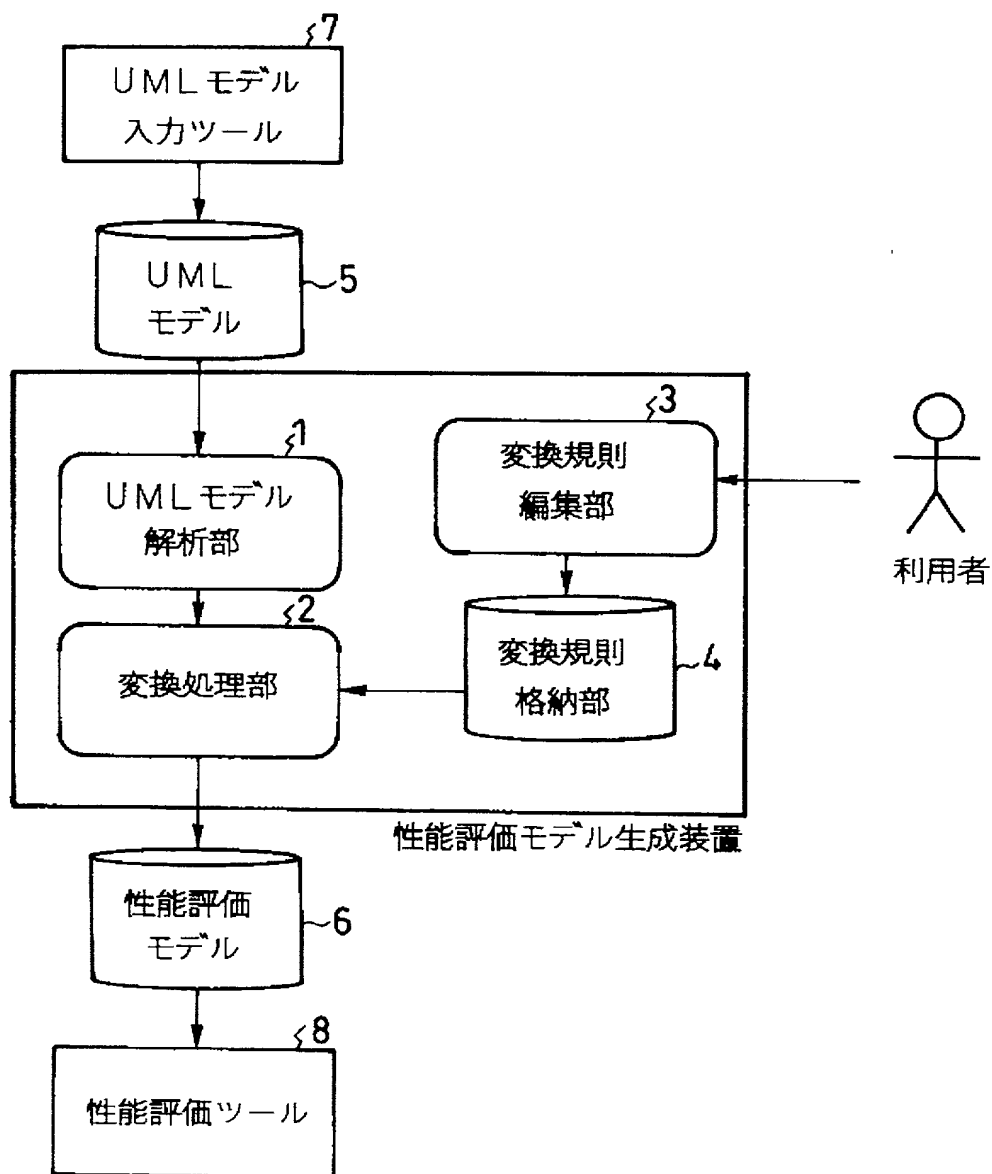 7
UMLモデル
入力ツール
UML
モデル
5
1
UMLモデル
解析部
3
変換規則
編集部
利用者
2
変換処理部
変換規則
格納部
4
性能評価モデル生成装置
性能評価
モデル
6
8
性能評価ツール